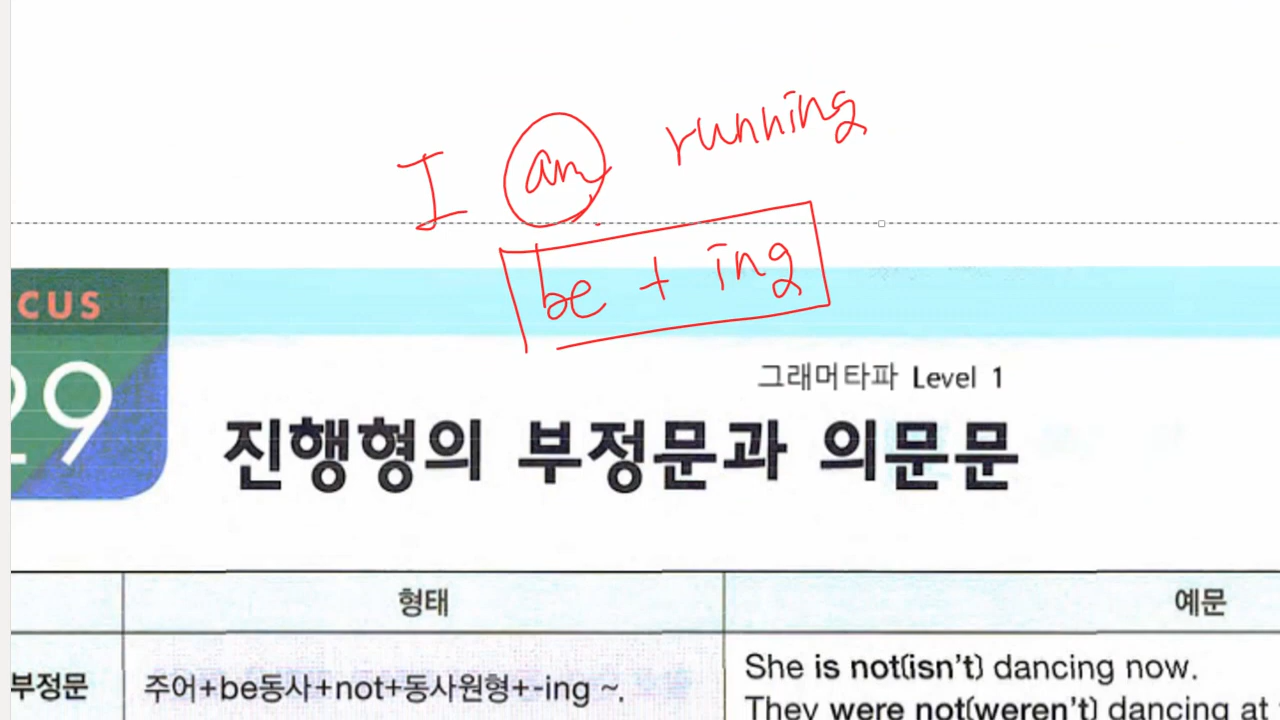 I am running
be + ing
CUS
29
그래머타파 Level 1
진행형의 부정문과 의문문
형태 예문
부정문 주어+be동사+not+동사원형+-ing ~. She is not(isn't) dancing now.
They were not(weren't) dancing at